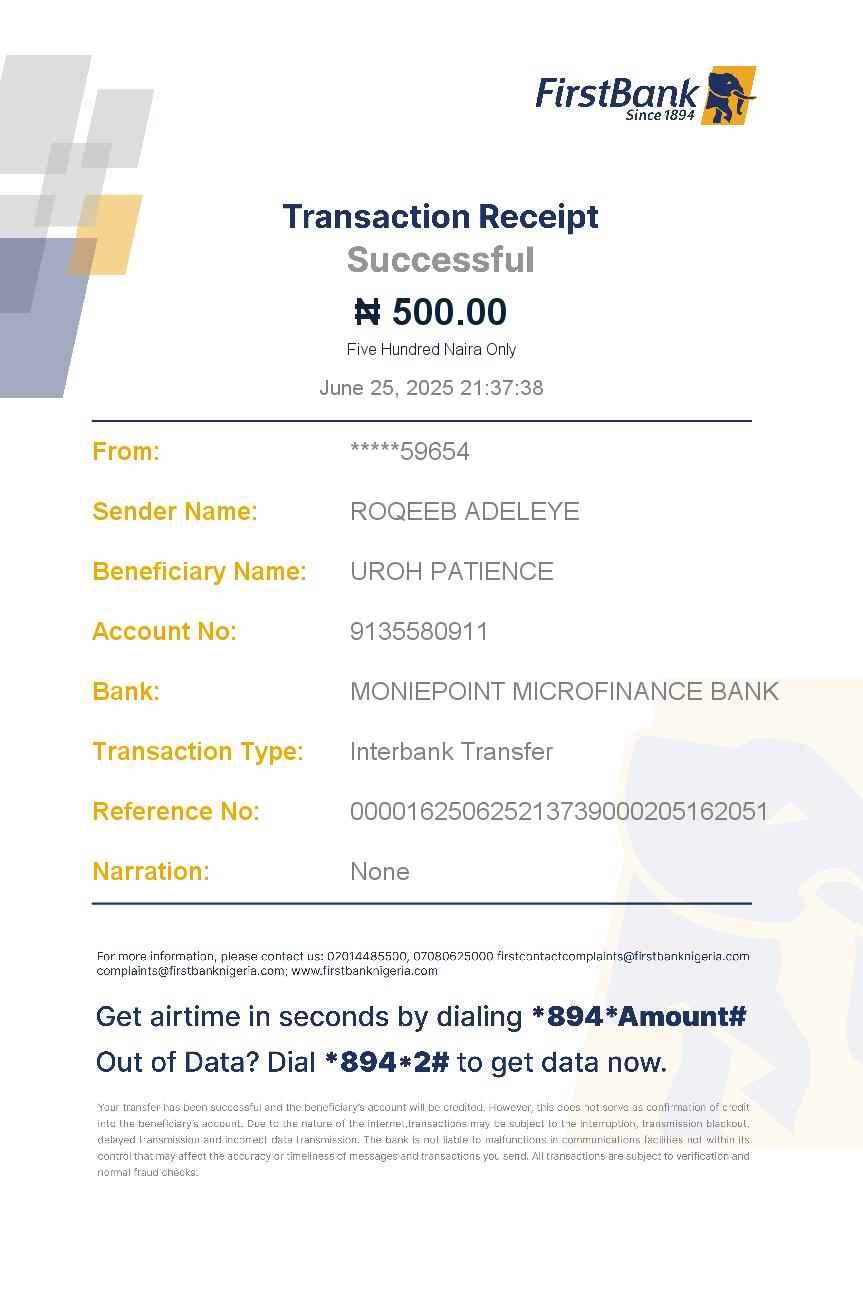 FirstBank
Since 1894
Transaction Receipt
Successful
₦ 500.00
Five Hundred Naira Only
June 25, 2025 21:37:38
From: *****59654
Sender Name: ROQEEB ADELEYE
Beneficiary Name: UROH PATIENCE
Account No: 9135580911
Bank: MONIEPOINT MICROFINANCE BANK
Transaction Type: Interbank Transfer
Reference No: 000016250625213739000205162051
Narration: None
For more information, please contact us: 02014485500, 07080625000 firstcontactcomplaints@firstbanknigeria.com
complaints@firstbanknigeria.com; www.firstbanknigeria.com
Get airtime in seconds by dialing *894*Amount#
Out of Data? Dial *894*2# to get data now.
Your transfer has been successful and the beneficiary's account will be credited. However, this does not serve as confirmation of credit
into the beneficiary's account. Due to the nature of the internet,transactions may be subject to the interruption, transmission blackout,
delayed transmission and incorrect data transmission. The bank is not liable to malfunctions in communications facilities not within its
control that may affect the accuracy or timeliness of messages and transactions you send. All transactions are subject to verification and
normal fraud checks.